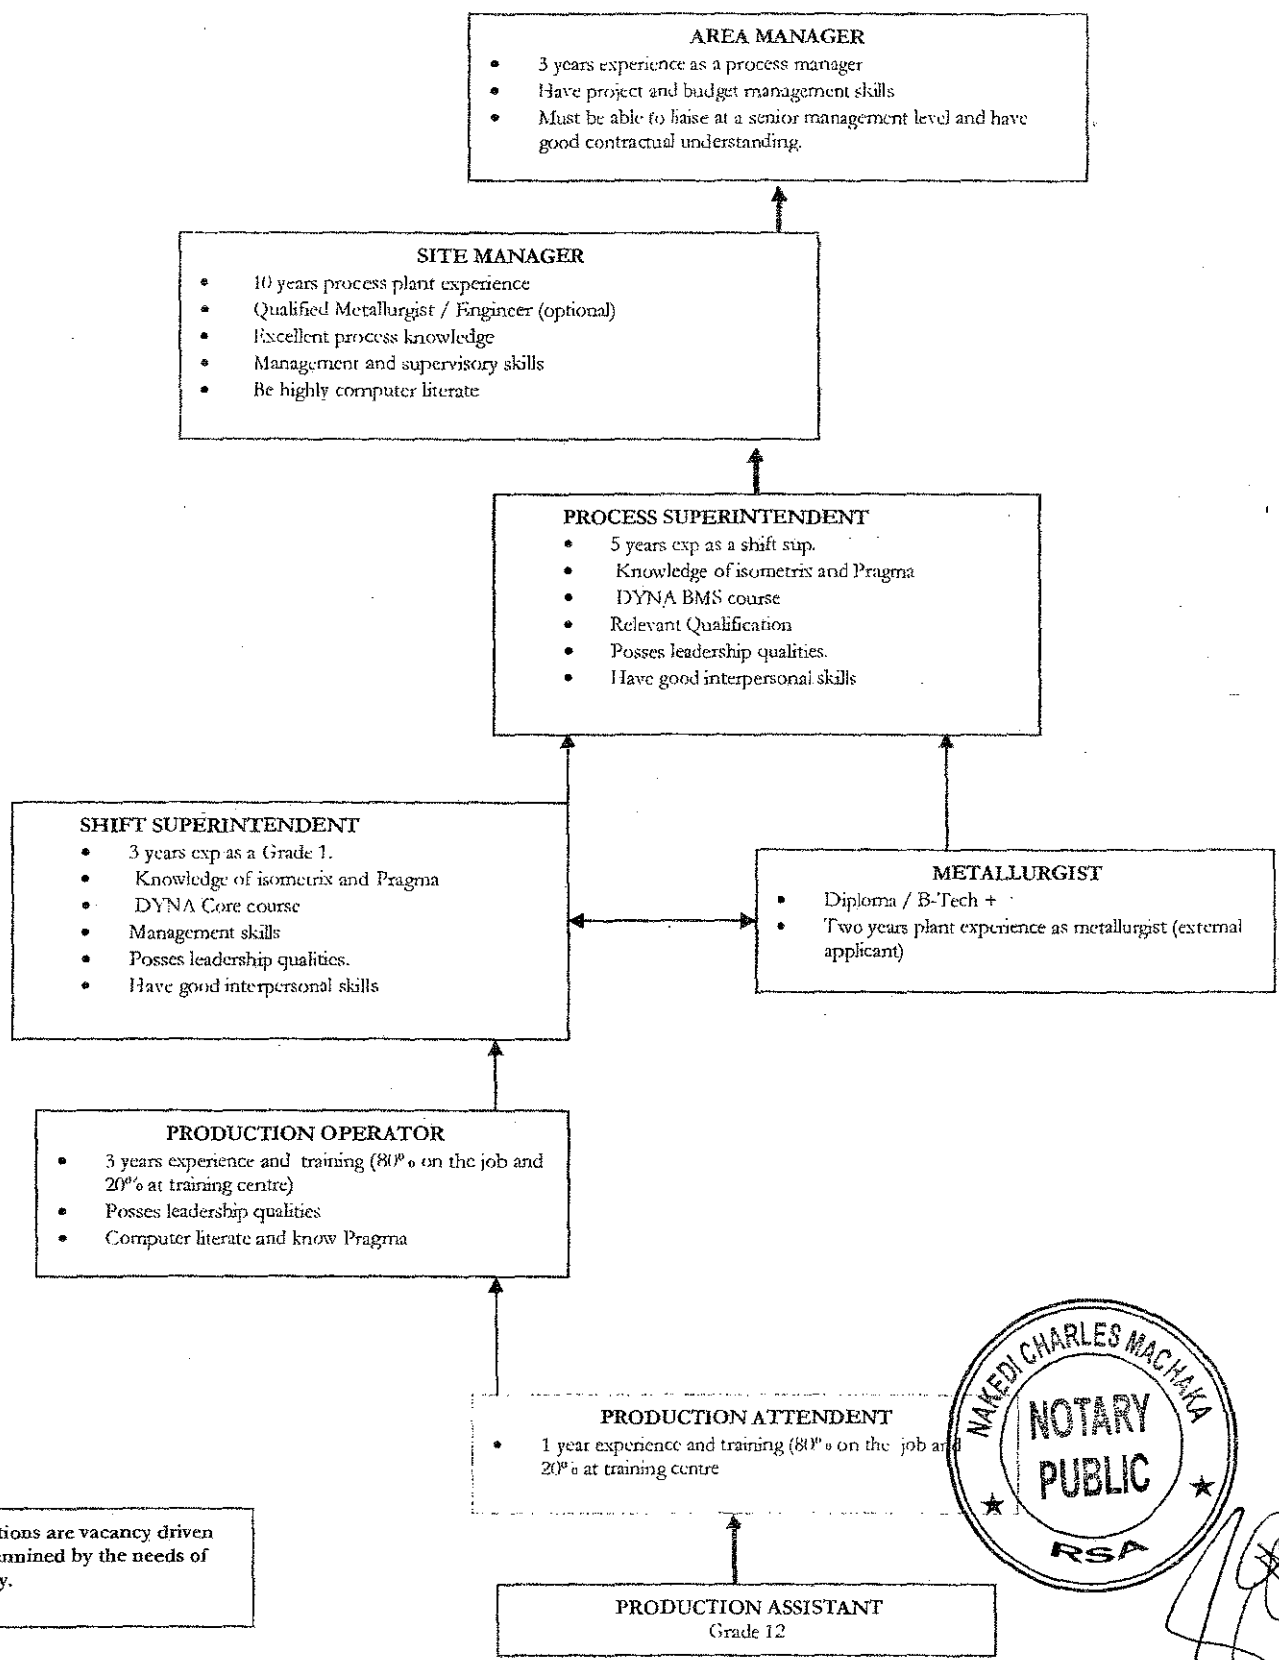 AREA MANAGER
• 3 years experience as a process manager
• Have project and budget management skills
• Must be able to liaise at a senior management level and have
good contractual understanding.
SITE MANAGER
• 10 years process plant experience
• Qualified Metallurgist / Engineer (optional)
• Excellent process knowledge
• Management and supervisory skills
• Be highly computer literate
PROCESS SUPERINTENDENT
• 5 years exp as a shift sup.
• Knowledge of isometrix and Pragma
• DYNA BMS course
• Relevant Qualification
• Posses leadership qualities.
• Have good interpersonal skills
SHIFT SUPERINTENDENT
• 3 years exp as a Grade 1.
• Knowledge of isometrix and Pragma
• DYNA Core course
• Management skills
• Posses leadership qualities.
• Have good interpersonal skills
METALLURGIST
• Diploma / B-Tech +
• Two years plant experience as metallurgist (external
applicant)
PRODUCTION OPERATOR
• 3 years experience and training (80% on the job and
20% at training centre)
• Posses leadership qualities
• Computer literate and know Pragma
PRODUCTION ATTENDENT
• 1 year experience and training (80% on the job and
20% at training centre
NAKEDI CHARLES MACHAKA
NOTARY
PUBLIC
RSA
tions are vacancy driven
rmined by the needs of
y.
PRODUCTION ASSISTANT
Grade 12